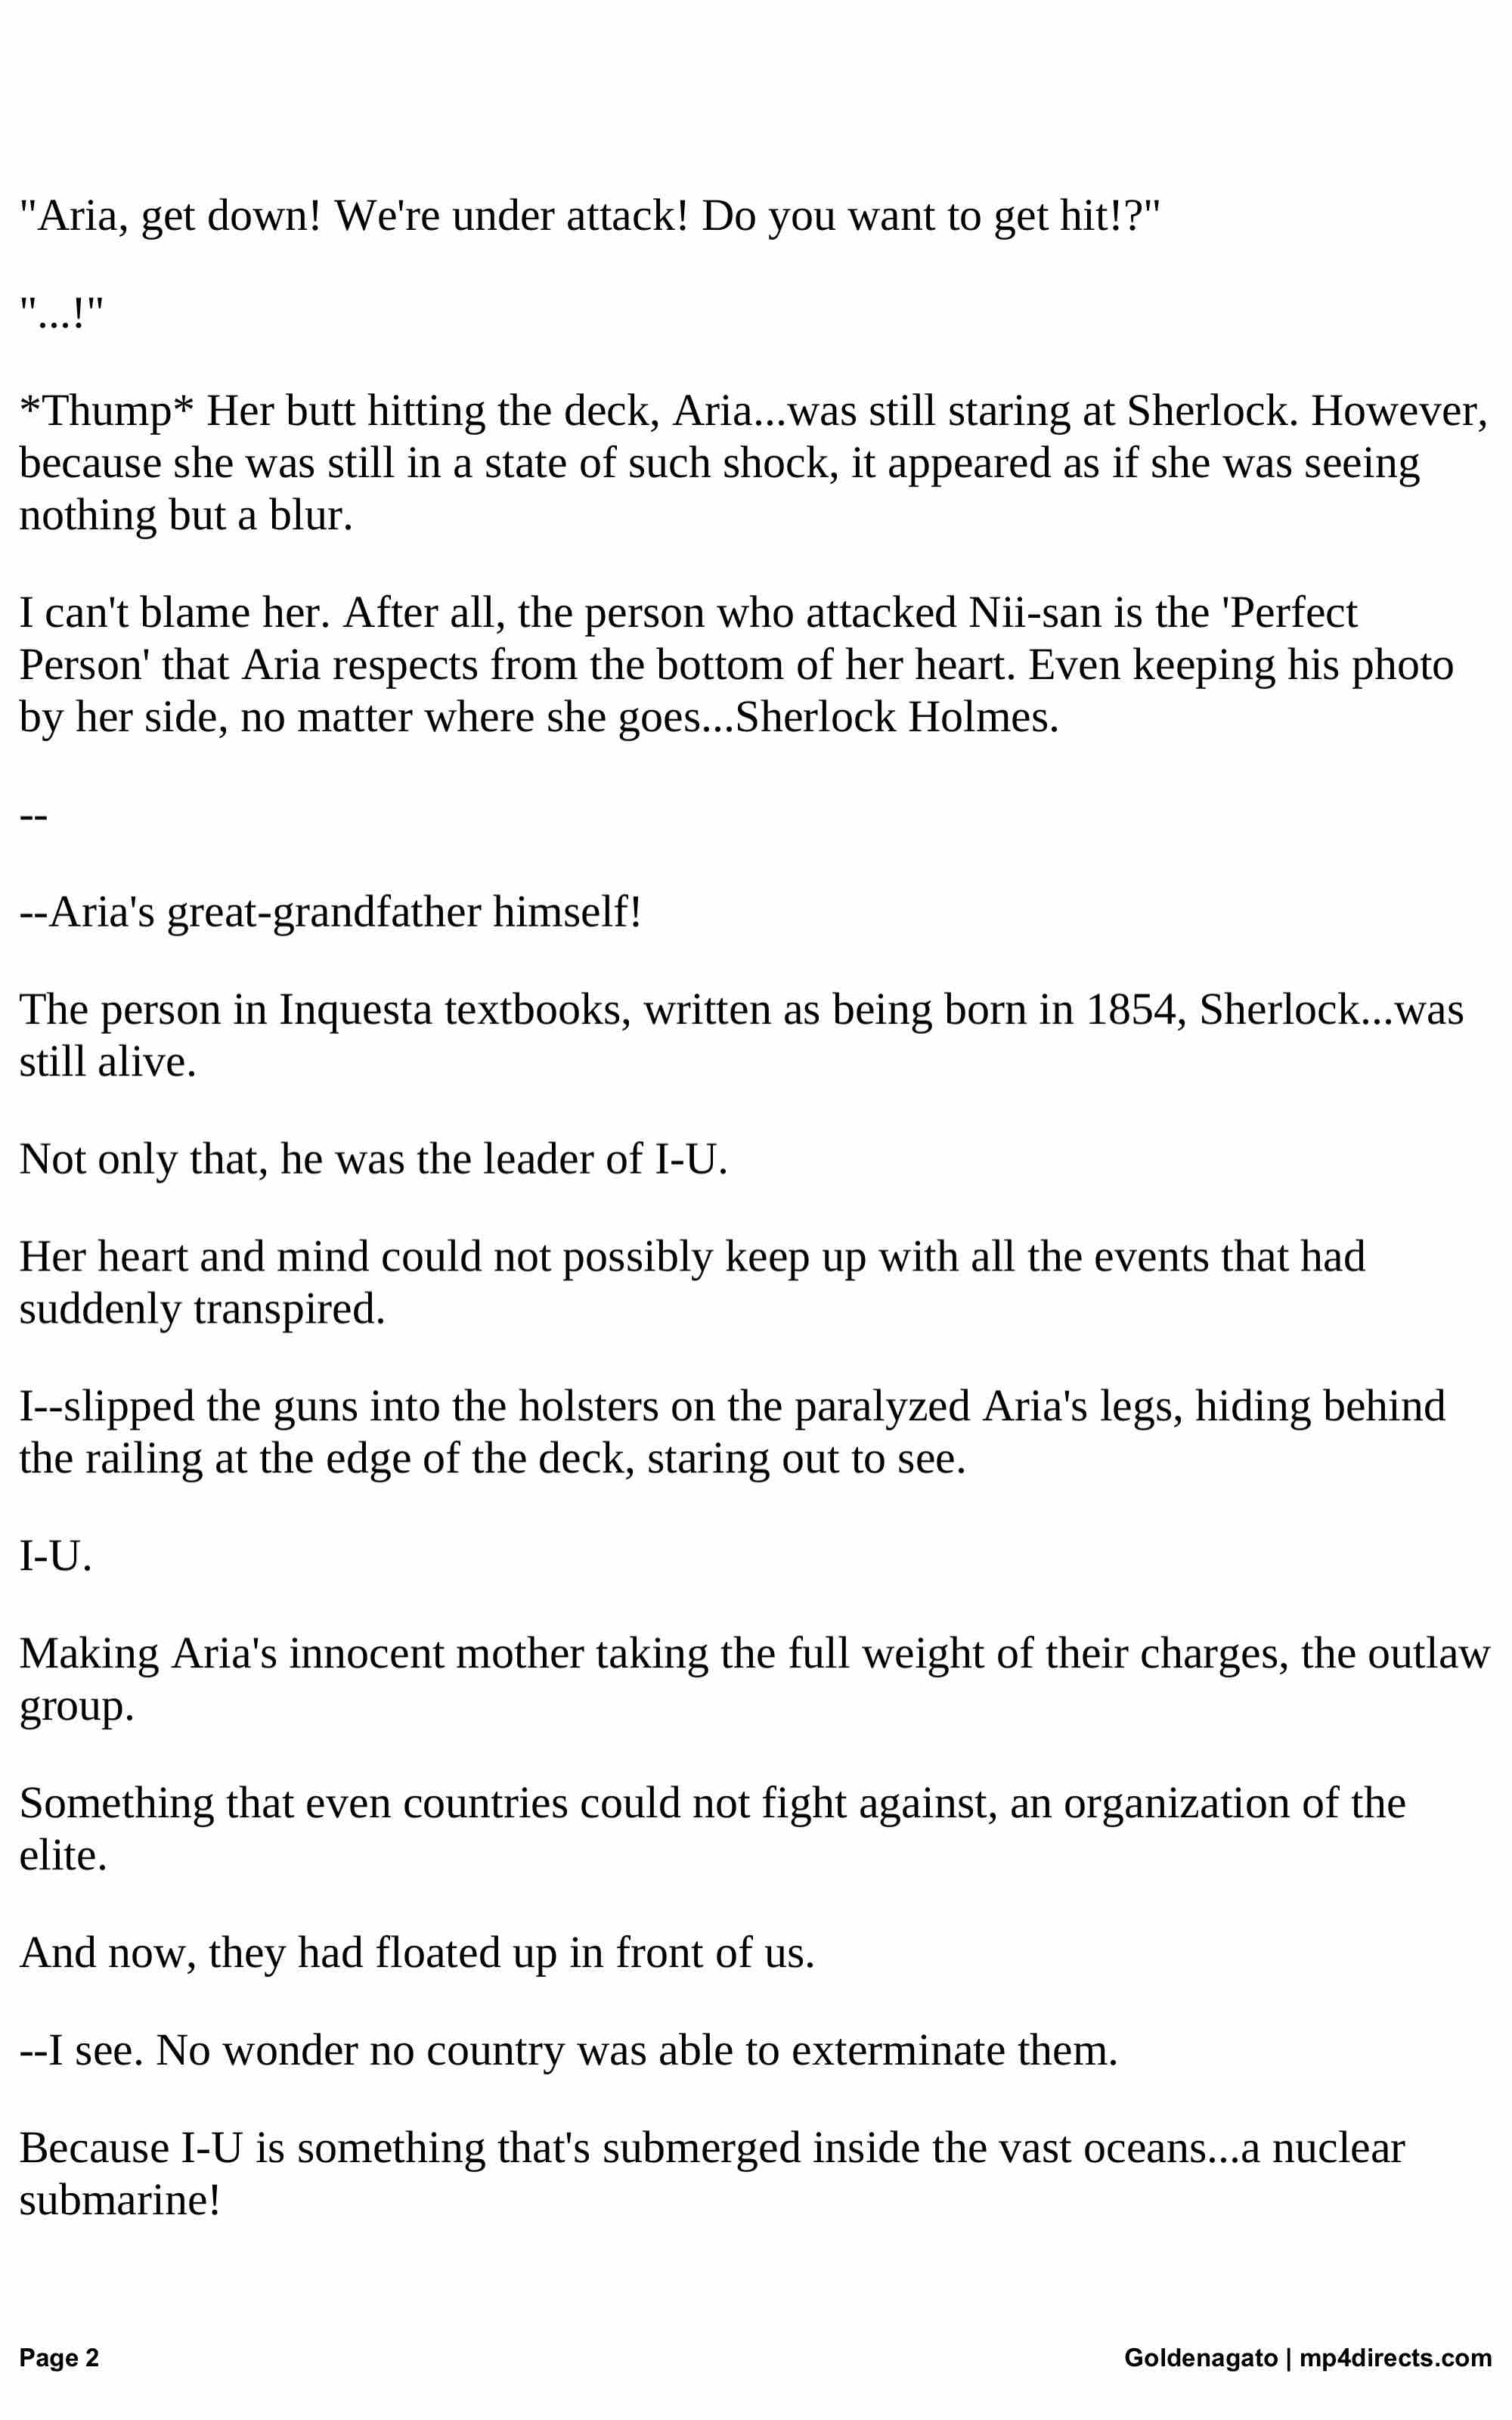 "Aria, get down! We're under attack! Do you want to get hit!?"
"...!"
*Thump* Her butt hitting the deck, Aria...was still staring at Sherlock. However,
because she was still in a state of such shock, it appeared as if she was seeing
nothing but a blur.
I can't blame her. After all, the person who attacked Nii-san is the 'Perfect
Person' that Aria respects from the bottom of her heart. Even keeping his photo
by her side, no matter where she goes...Sherlock Holmes.
--
--Aria's great-grandfather himself!
The person in Inquesta textbooks, written as being born in 1854, Sherlock...was
still alive.
Not only that, he was the leader of I-U.
Her heart and mind could not possibly keep up with all the events that had
suddenly transpired.
I--slipped the guns into the holsters on the paralyzed Aria's legs, hiding behind
the railing at the edge of the deck, staring out to see.
I-U.
Making Aria's innocent mother taking the full weight of their charges, the outlaw
group.
Something that even countries could not fight against, an organization of the
elite.
And now, they had floated up in front of us.
--I see. No wonder no country was able to exterminate them.
Because I-U is something that's submerged inside the vast oceans...a nuclear
submarine!
Page 2
Goldenagato | mp4directs.com